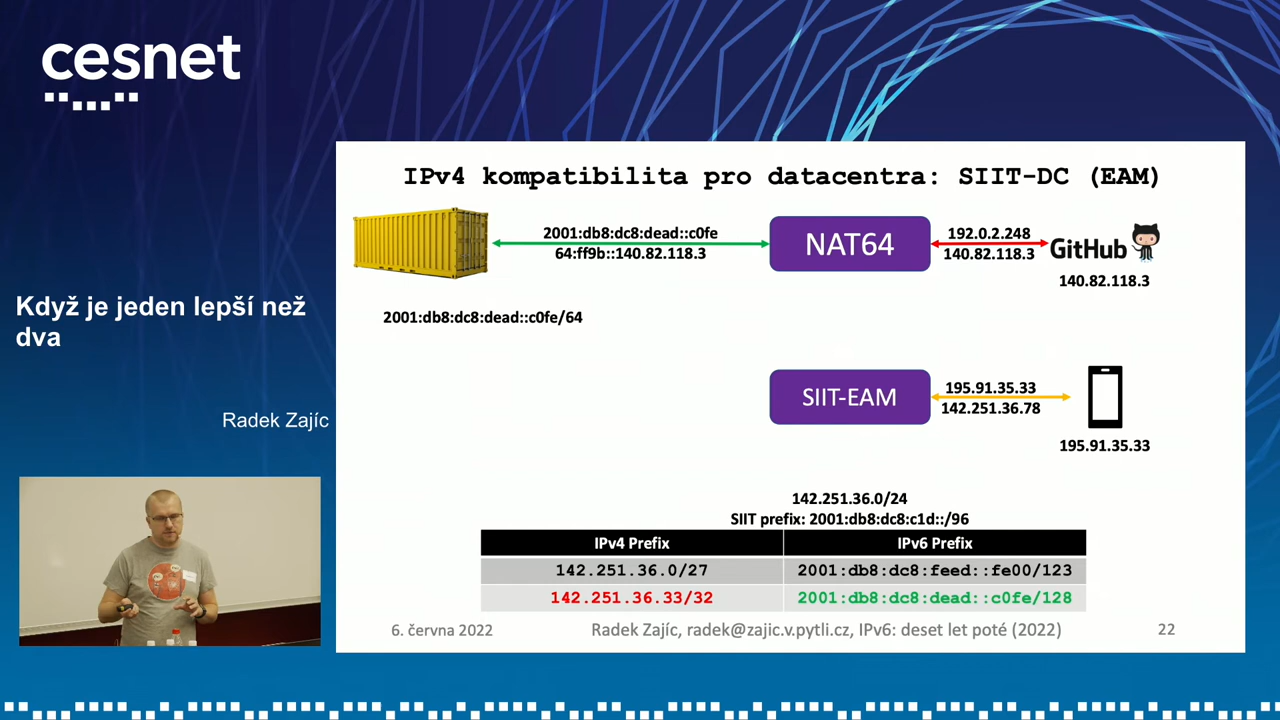 cesnet
IPv4 kompatibilita pro datacentra: SIIT-DC (EAM)
2001:db8:dc8:dead::c0fe
64:ff9b::140.82.118.3
NAT64
192.0.2.248
140.82.118.3
GitHub
140.82.118.3
2001:db8:dc8:dead::c0fe/64
Když je jeden lepší než
dva
Radek Zajíc
SIIT-EAM
195.91.35.33
142.251.36.78
195.91.35.33
142.251.36.0/24
SIIT prefix: 2001:db8:dc8:c1d::/96
IPv4 Prefix IPv6 Prefix
142.251.36.0/27 2001:db8:dc8:feed::fe00/123
142.251.36.33/32 2001:db8:dc8:dead::c0fe/128
6. června 2022 Radek Zajíc, radek@zajic.v.pytli.cz, IPv6: deset let poté (2022) 22